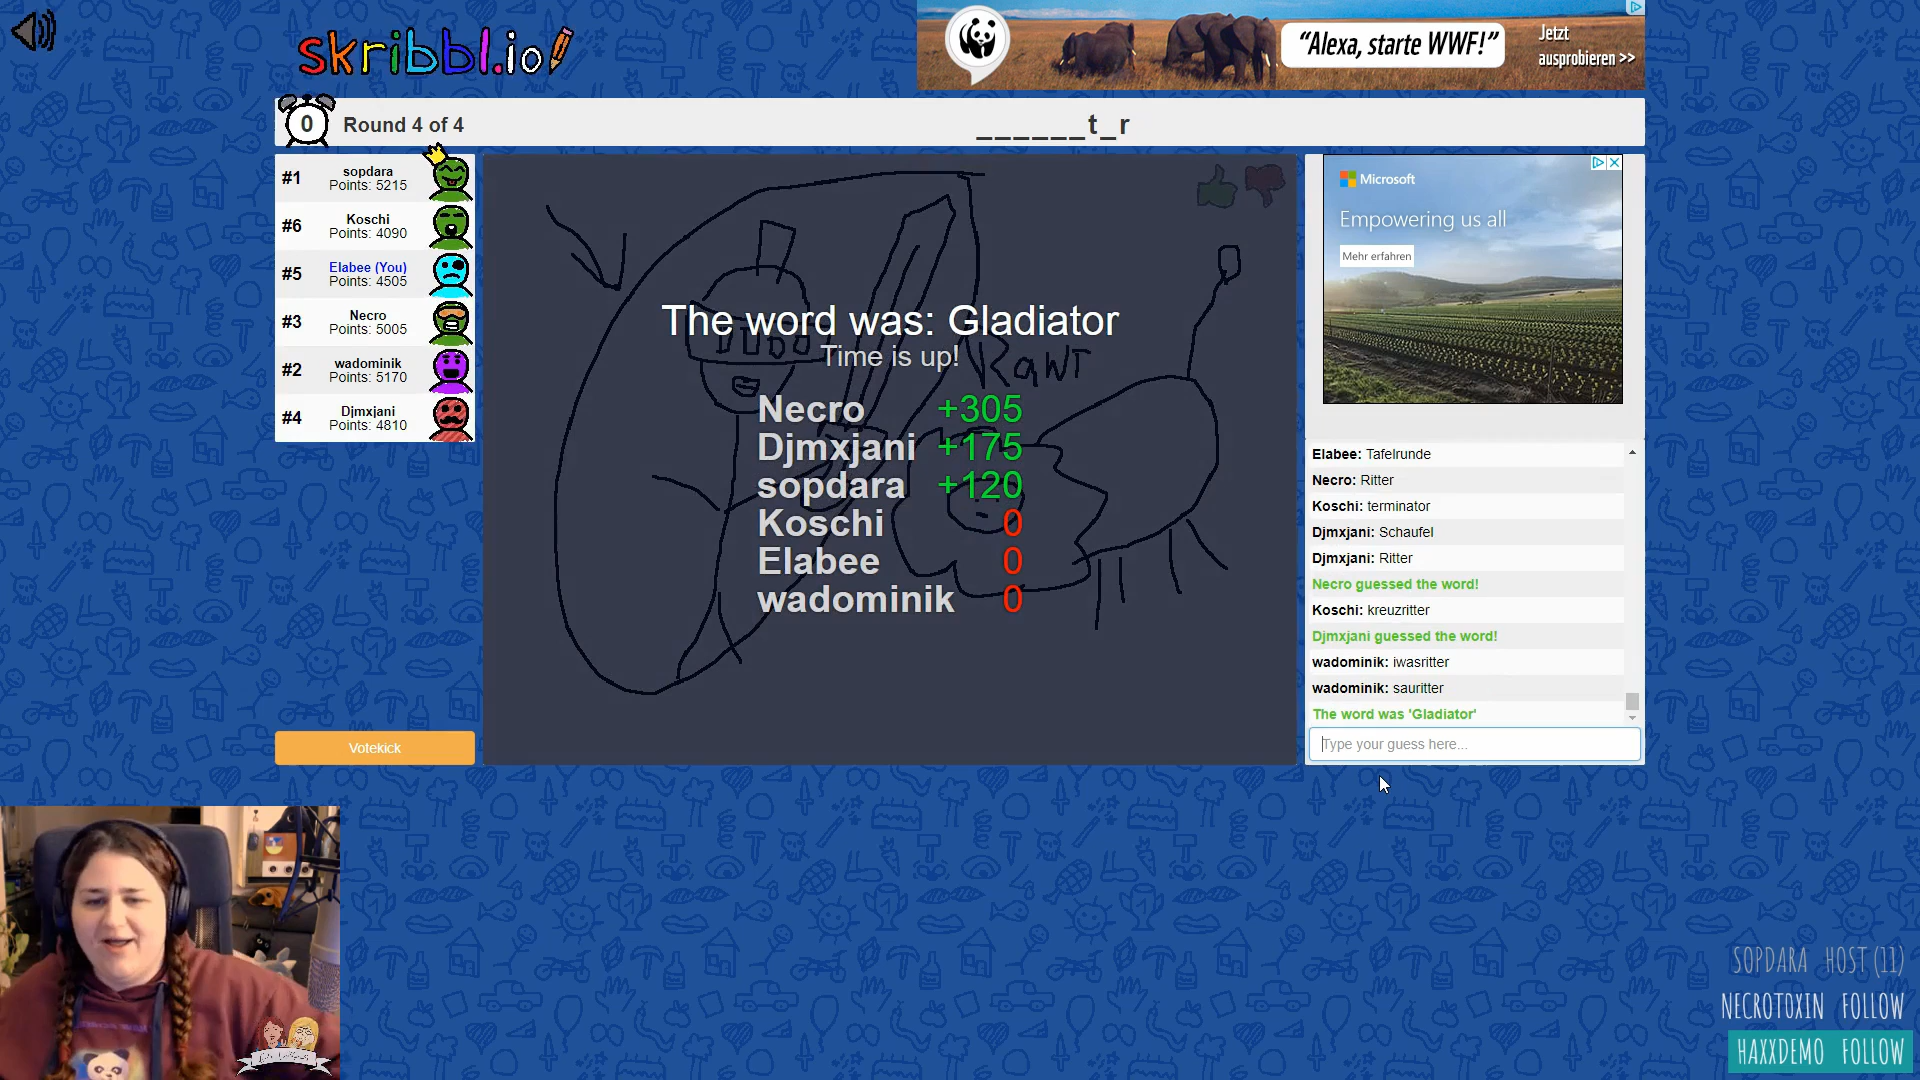 skribbl.io
"Alexa, starte WWF!"
Jetzt
ausprobieren >>
0
Round 4 of 4
______t_r
#1
sopdara
Points: 5215
#6
Koschi
Points: 4090
#5
Elabee (You)
Points: 4505
#3
Necro
Points: 5005
#2
wadominik
Points: 5170
#4
Djmxjani
Points: 4810
Votekick
The word was: Gladiator
Time is up!
RawT
Necro +305
Djmxjani +175
sopdara +120
Koschi 0
Elabee 0
wadominik 0
Microsoft
Empowering us all
Mehr erfahren
Elabee: Tafelrunde
Necro: Ritter
Koschi: terminator
Djmxjani: Schaufel
Djmxjani: Ritter
Necro guessed the word!
Koschi: kreuzritter
Djmxjani guessed the word!
wadominik: iwasritter
wadominik: sauritter
The word was 'Gladiator'
Type your guess here...
SOPDARA HOST (11)
NECROTOXIN FOLLOW
HAXXDEMO FOLLOW